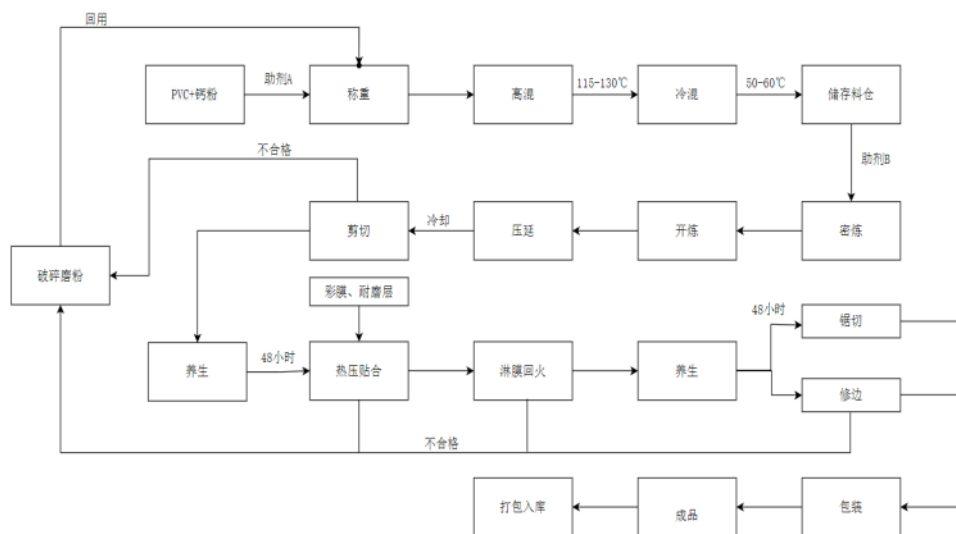 回用
PVC+钙粉
助剂A
称重
高混
115-130℃
冷混
50-60℃
储存料仓
不合格
助剂B
剪切
冷却
压延
开炼
密炼
破碎磨粉
彩膜、耐磨层
养生
48小时
热压贴合
淋膜回火
养生
48小时
锯切
修边
不合格
打包入库
成品
包装